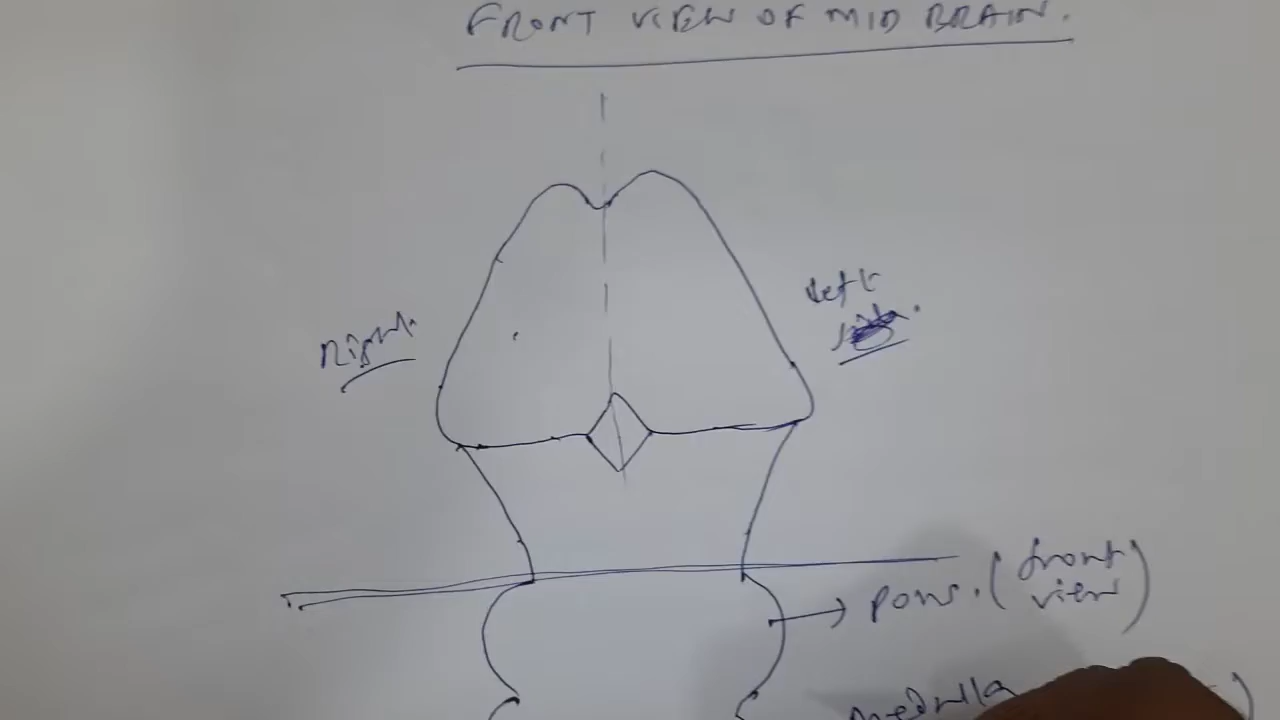 FRONT VIEW OF MID BRAIN.
Left
Right.
Pons. (front view)
medulla